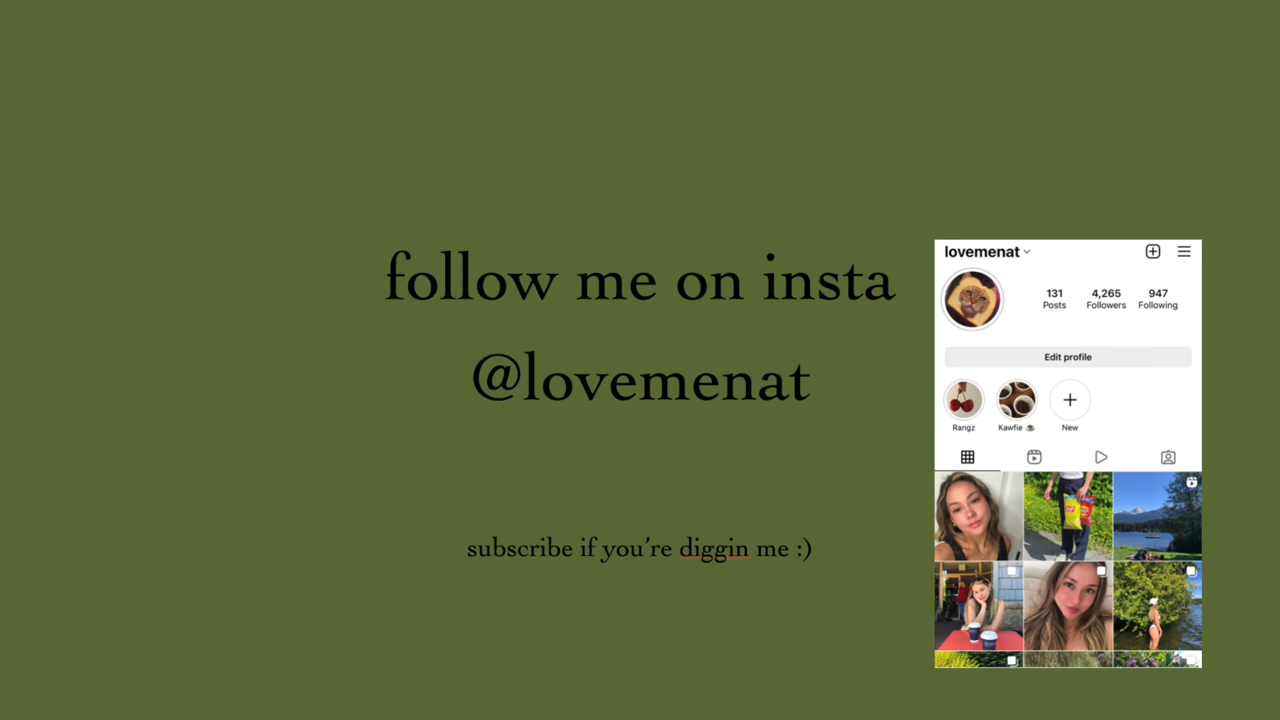 follow me on insta
@lovemenat
subscribe if you're diggin me :)
lovemenat
131 4,265 947
Posts Followers Following
Edit profile
Rangz Kawfie ☕ New